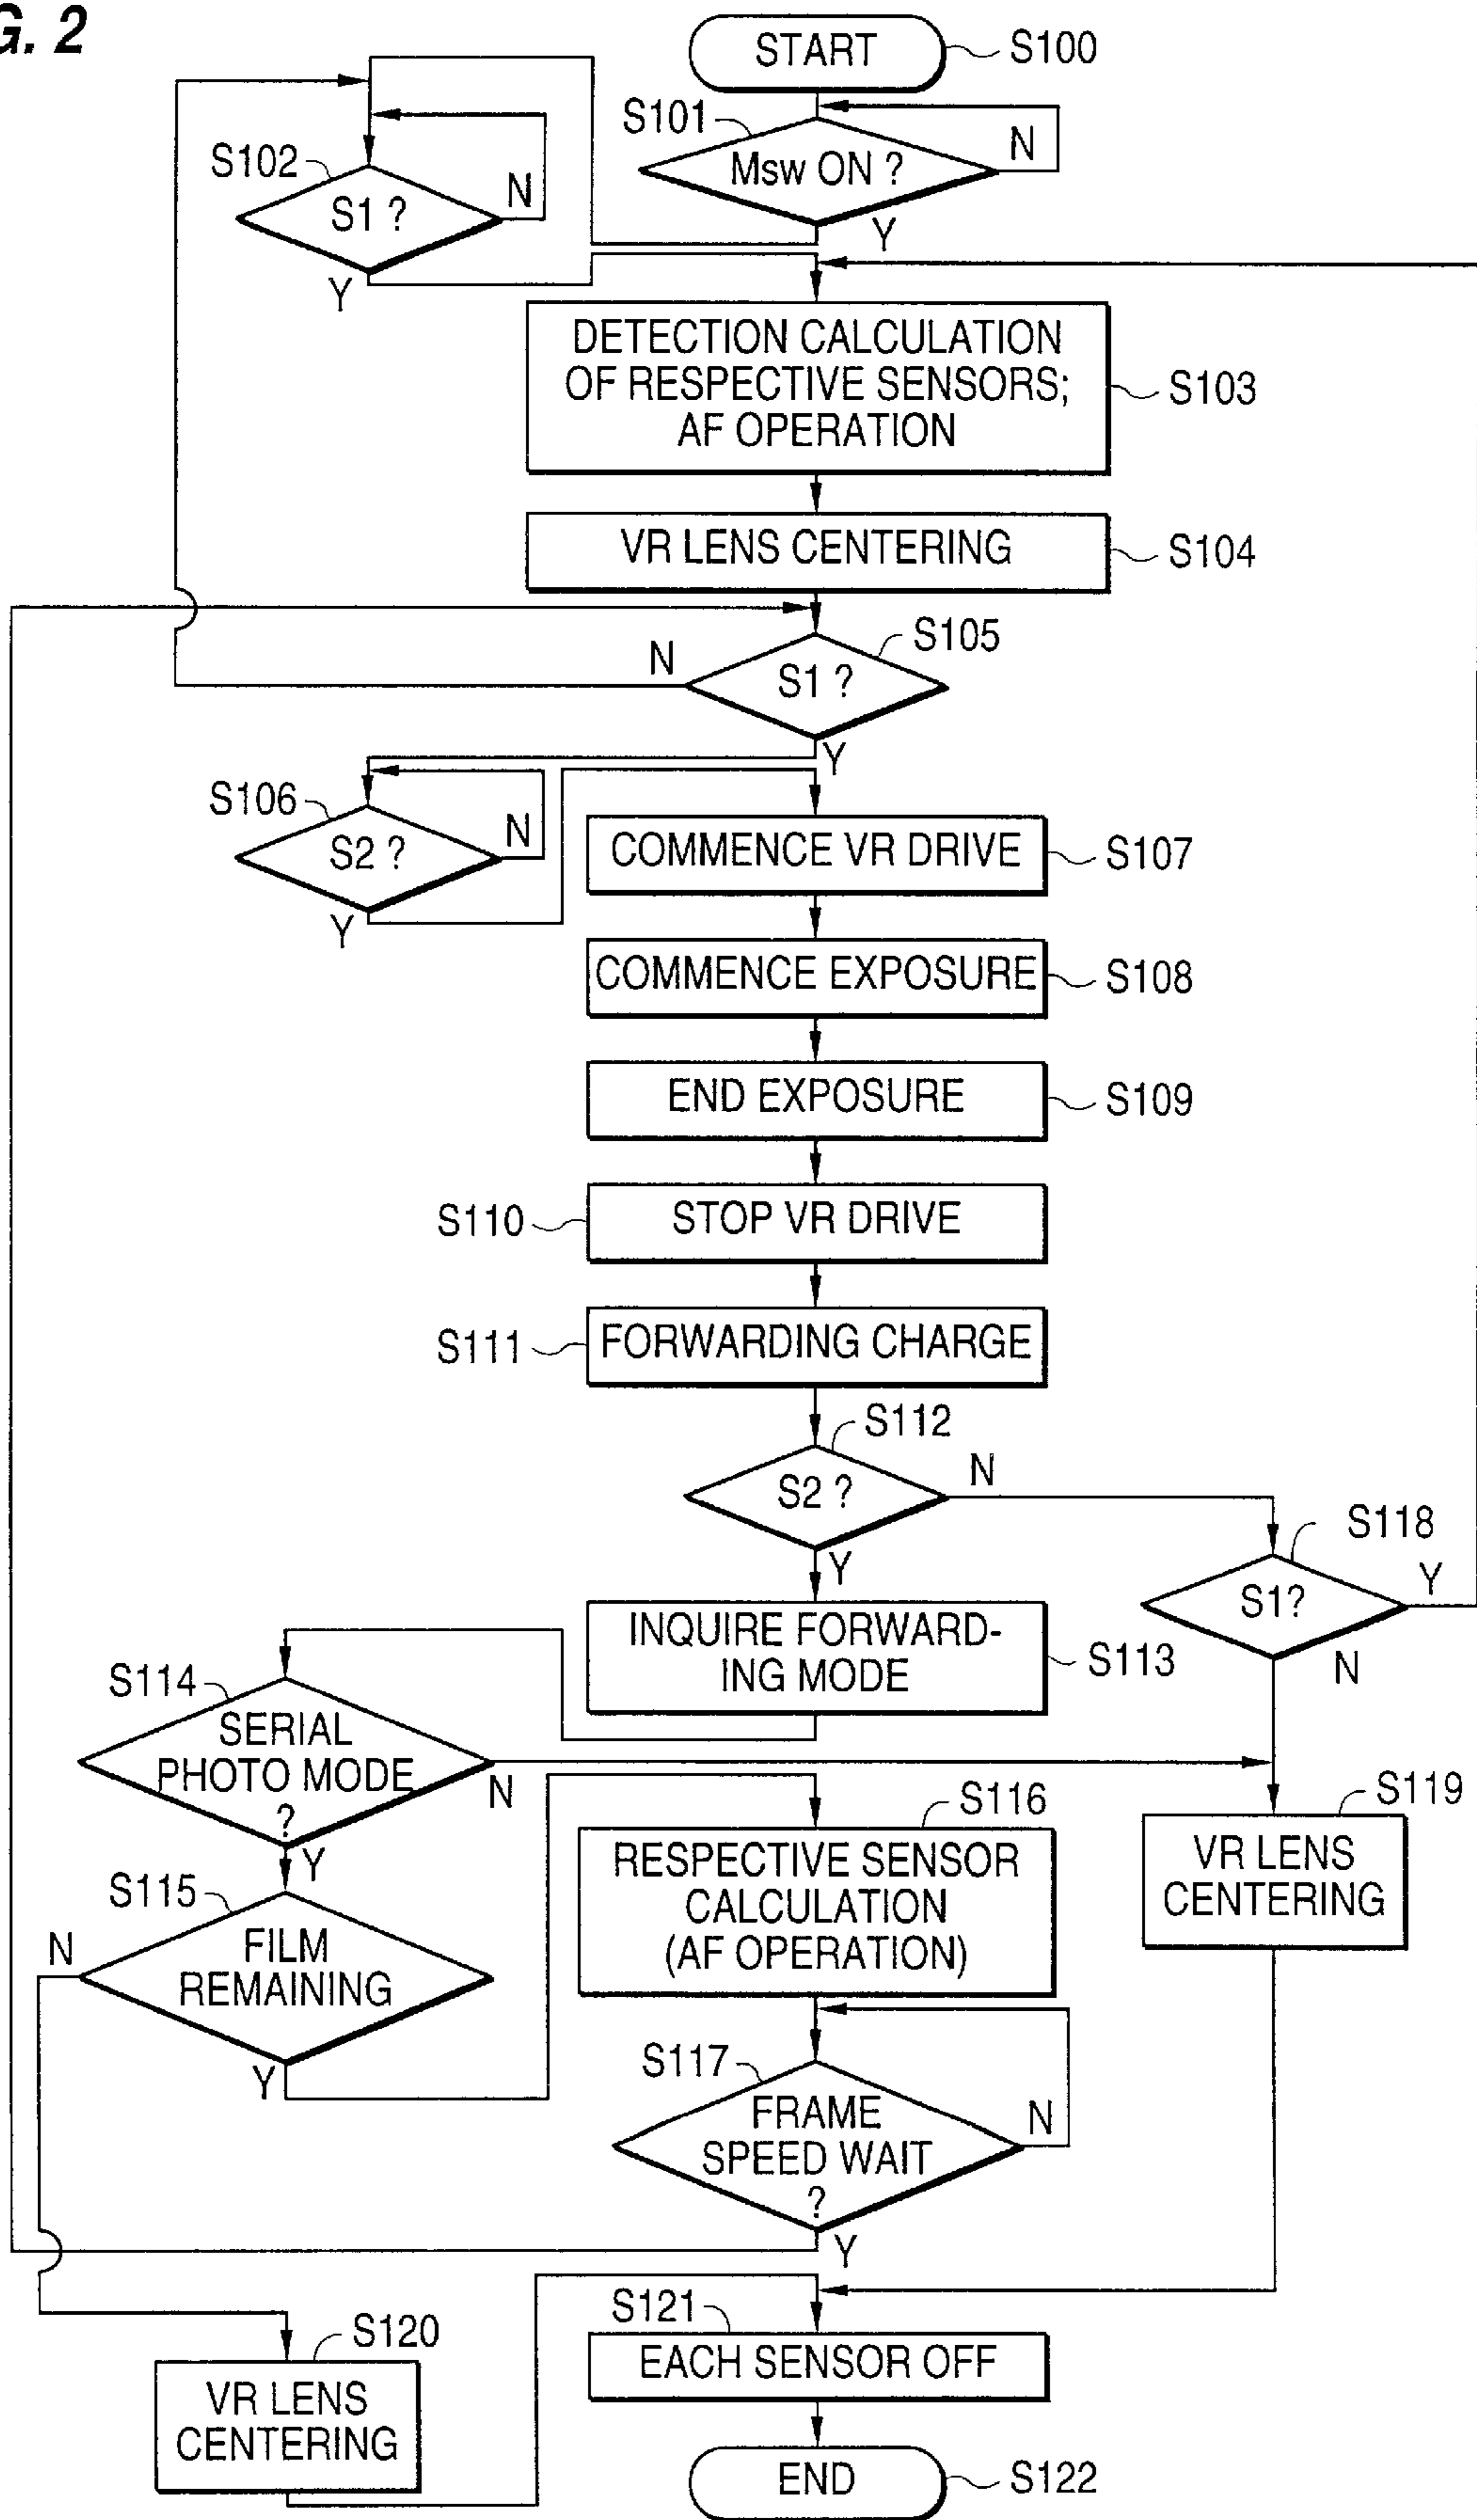 G. 2
START
S100
S101
Msw ON ?
N
Y
S102
S1 ?
N
Y
DETECTION CALCULATION
OF RESPECTIVE SENSORS;
AF OPERATION
S103
VR LENS CENTERING
S104
S105
S1 ?
N
Y
S106
S2 ?
N
Y
COMMENCE VR DRIVE
S107
COMMENCE EXPOSURE
S108
END EXPOSURE
S109
S110
STOP VR DRIVE
S111
FORWARDING CHARGE
S112
S2 ?
N
Y
S118
S1?
Y
N
INQUIRE FORWARD-
ING MODE
S113
S114
SERIAL
PHOTO MODE
?
N
Y
S115
FILM
REMAINING
N
Y
S116
RESPECTIVE SENSOR
CALCULATION
(AF OPERATION)
S119
VR LENS
CENTERING
S117
FRAME
SPEED WAIT
?
N
Y
S120
VR LENS
CENTERING
S121
EACH SENSOR OFF
END
S122